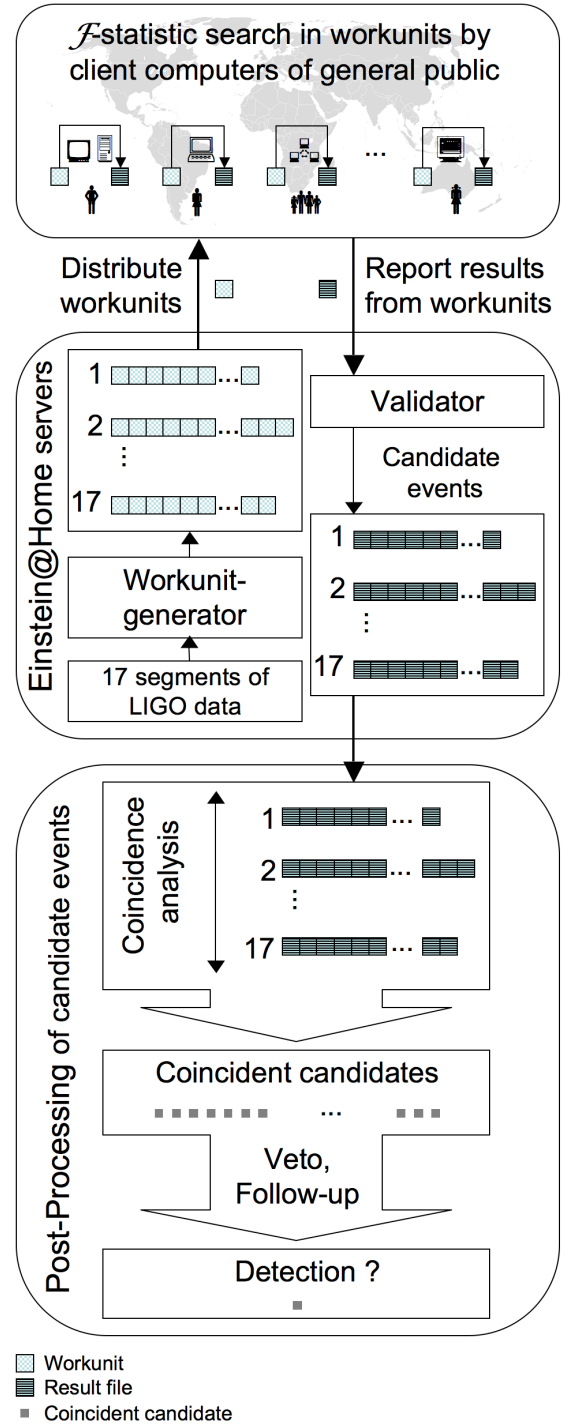 ℱ-statistic search in workunits by
client computers of general public
...
Distribute
workunits
Report results
from workunits
Einstein@Home servers
1 ...
2 ...
⋮
17 ...
Workunit-
generator
17 segments of
LIGO data
Validator
Candidate
events
1 ...
2 ...
⋮
17 ...
Post-Processing of candidate events
Coincidence
analysis
1 ...
2 ...
⋮
17 ...
Coincident candidates
...
Veto,
Follow-up
Detection ?
Workunit
Result file
Coincident candidate